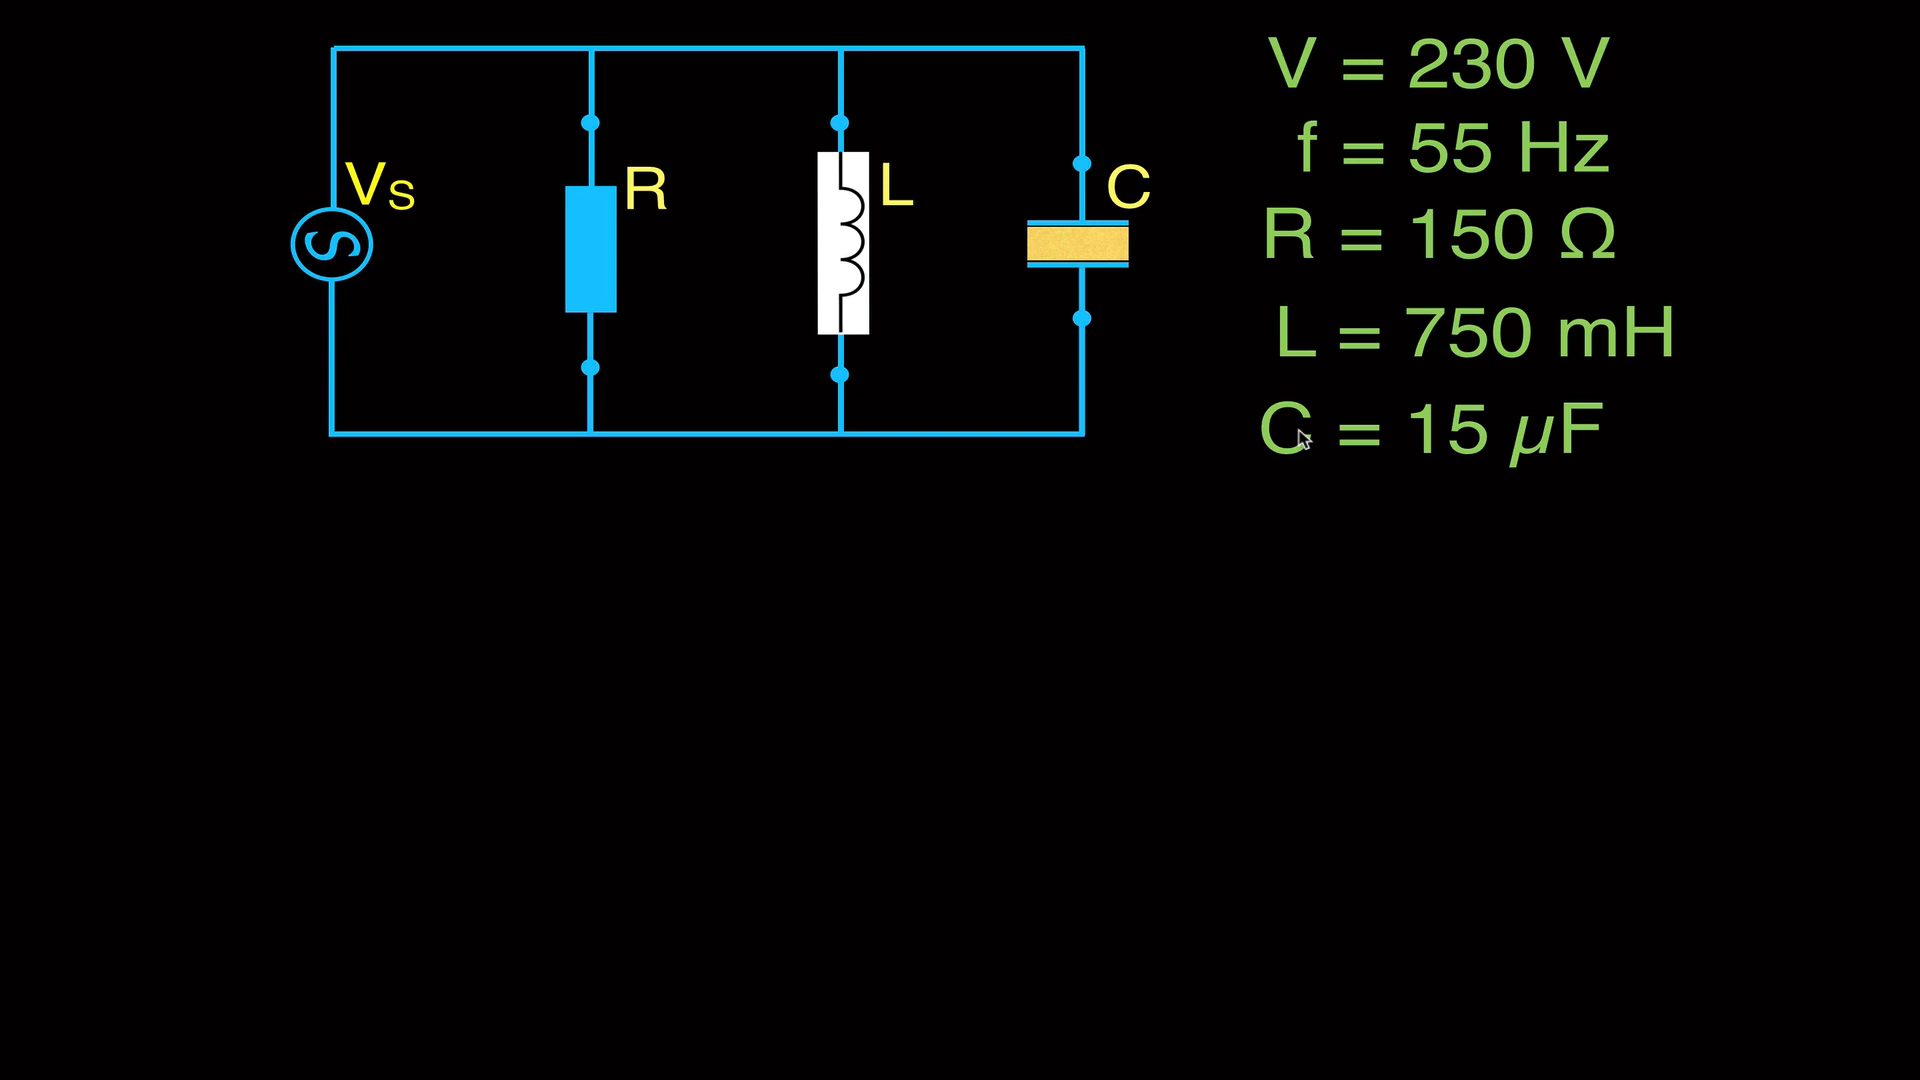 V = 230 V
f = 55 Hz
Vs R L C
R = 150 Ω
L = 750 mH
C = 15 µF